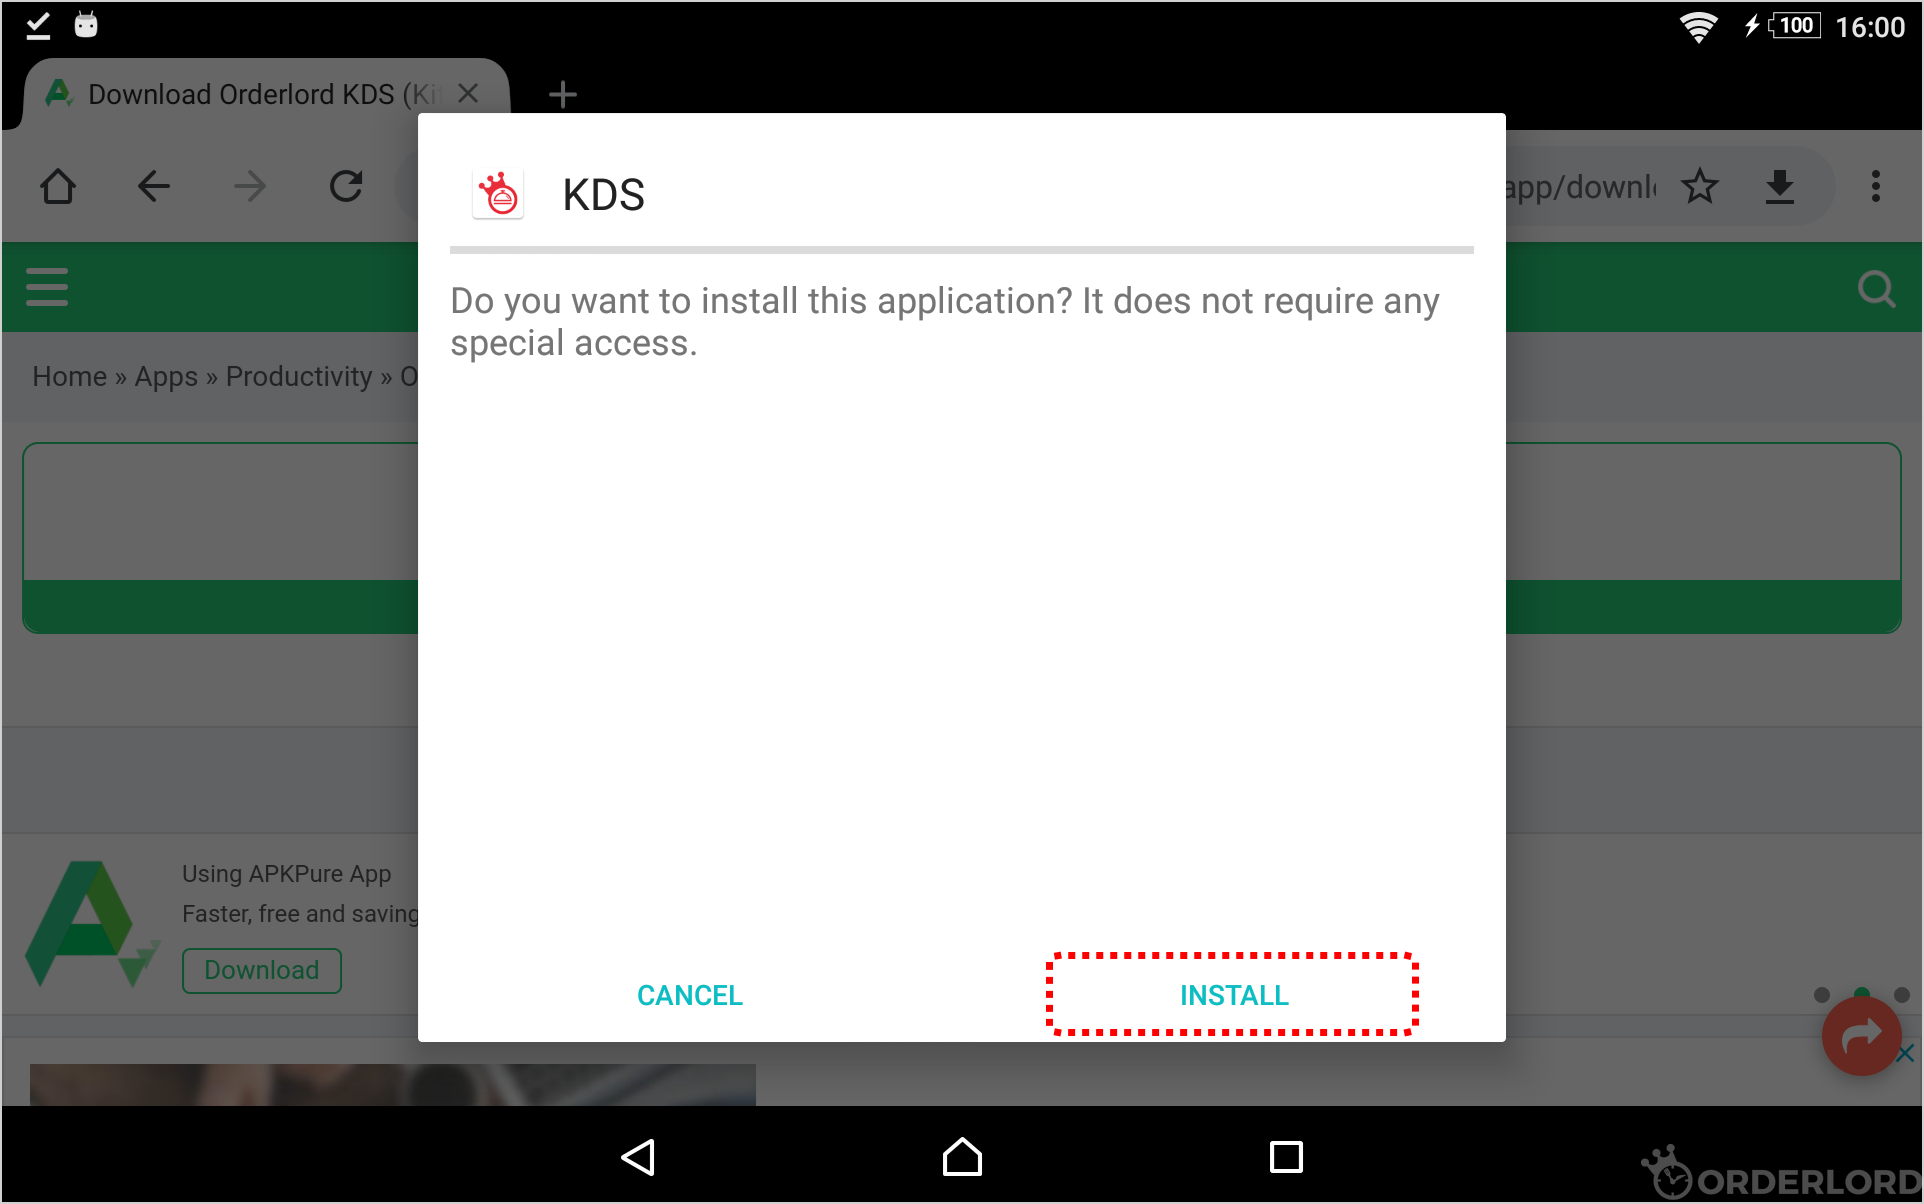 100 16:00
Download Orderlord KDS (Kit
app/downl
KDS
Do you want to install this application? It does not require any
special access.
Home » Apps » Productivity » O
Using APKPure App
Faster, free and saving
Download
CANCEL
INSTALL
ORDERLORD